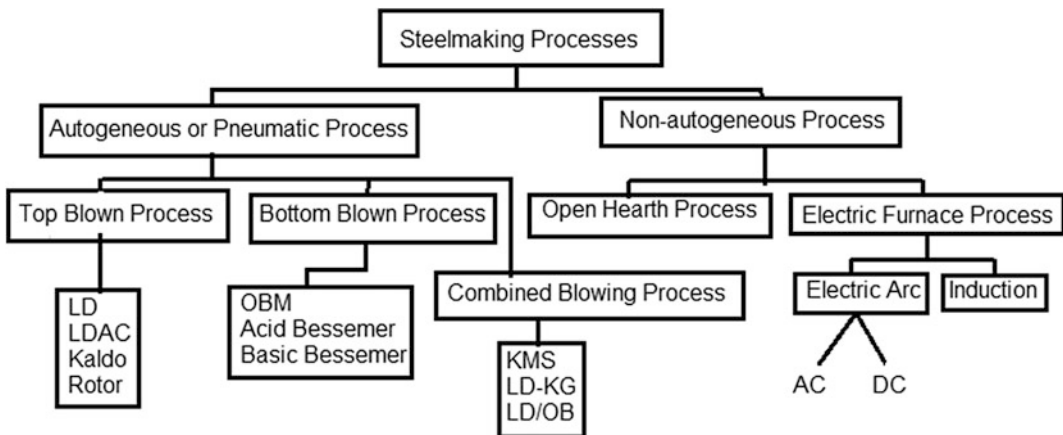 Steelmaking Processes
Autogeneous or Pneumatic Process
Non-autogeneous Process
Top Blown Process
Bottom Blown Process
Open Hearth Process
Electric Furnace Process
LD
LDAC
Kaldo
Rotor
OBM
Acid Bessemer
Basic Bessemer
Combined Blowing Process
KMS
LD-KG
LD/OB
Electric Arc
Induction
AC
DC